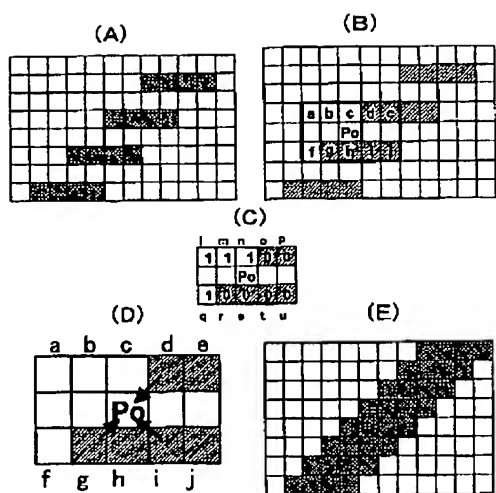 (A)
(B)
a b c d e
Po
f g h i j
(C)
l m n o p
1 1 1 0 0
Po
1 0 0 0 0
q r s t u
(D)
a b c d e
Po
f g h i j
(E)